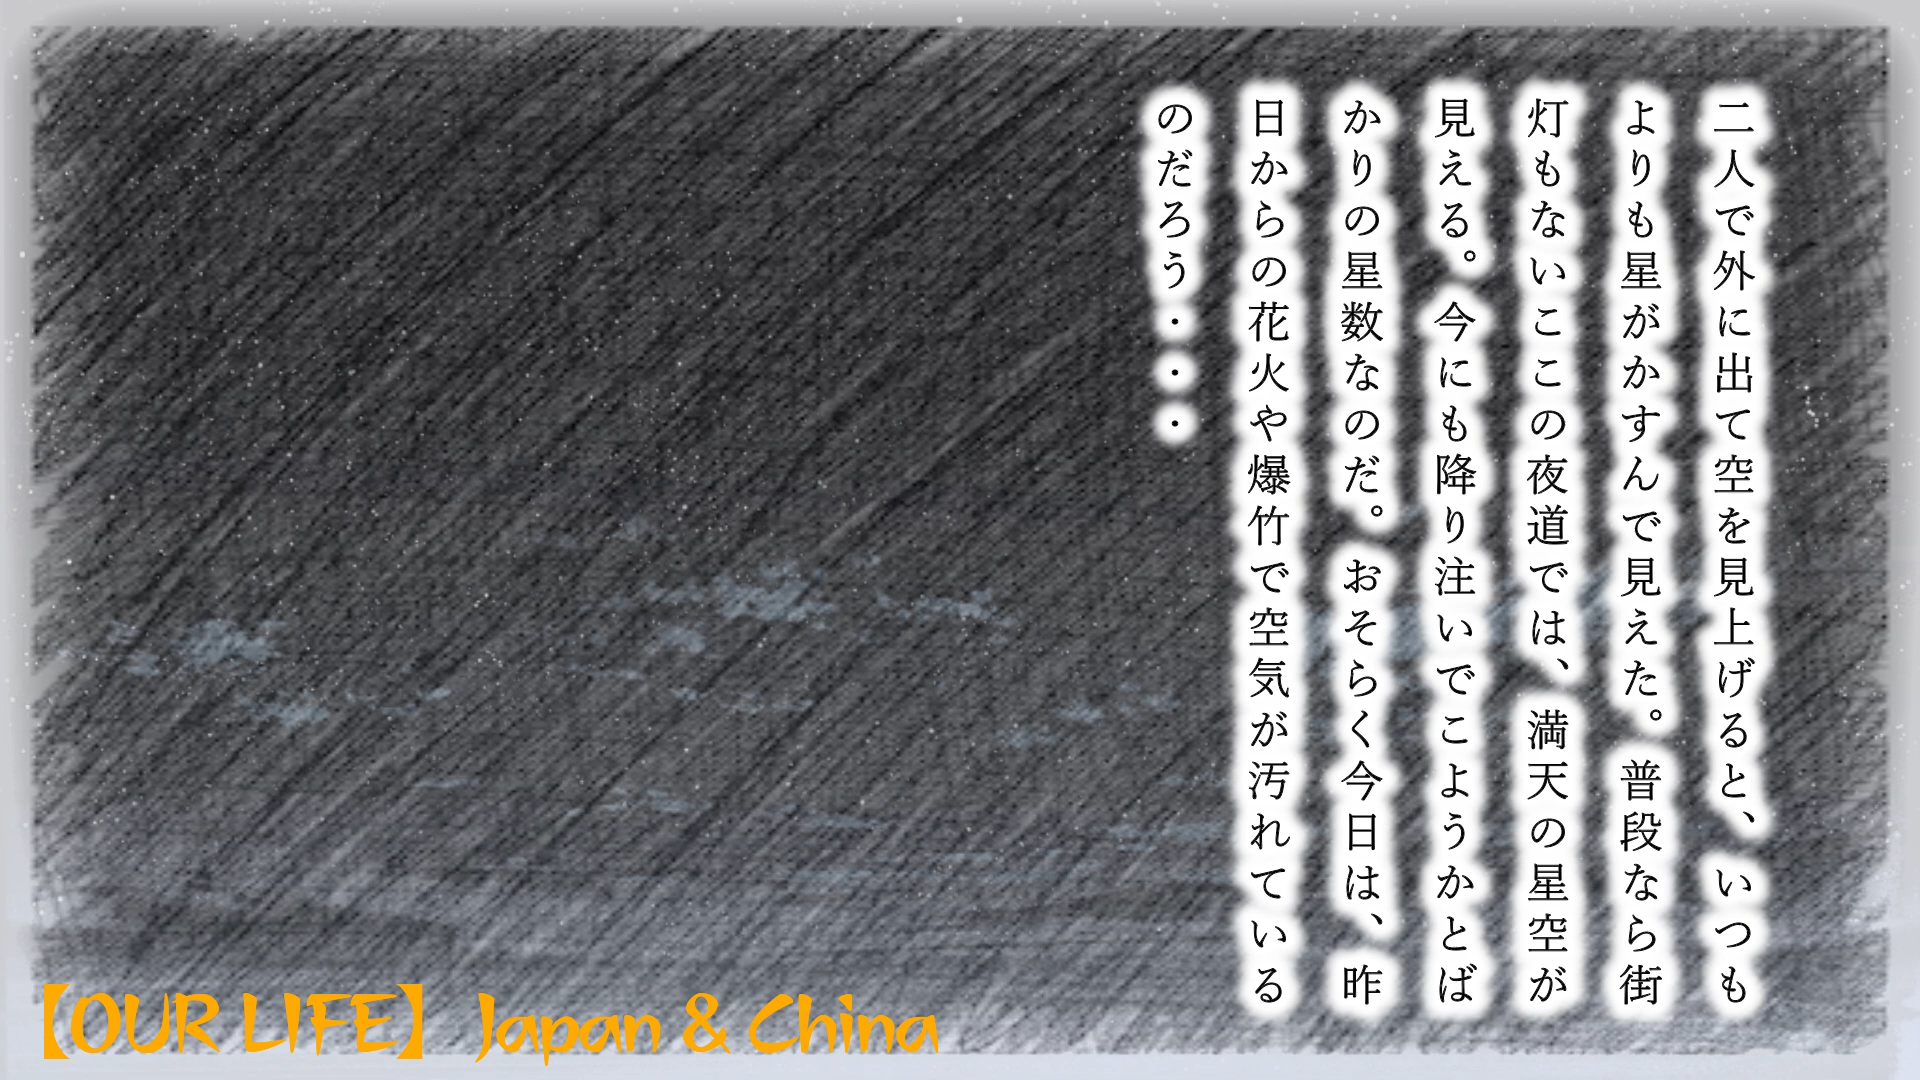 二人で外に出て空を見上げると、いつも
よりも星がかすんで見えた。普段なら街
灯もないここの夜道では、満天の星空が
見える。今にも降り注いでこようかとば
かりの星数なのだ。おそらく今日は、昨
日からの花火や爆竹で空気が汚れている
のだろう・・・
【OUR LIFE】 Japan & China